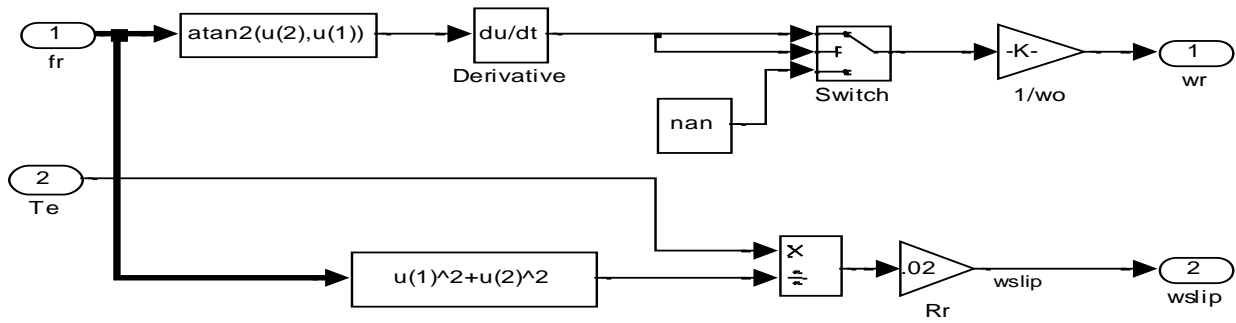 1
fr
atan2(u(2),u(1))
du/dt
Derivative
Switch
-K-
1/wo
1
wr
nan
2
Te
u(1)^2+u(2)^2
X
÷
.02
Rr
wslip
2
wslip